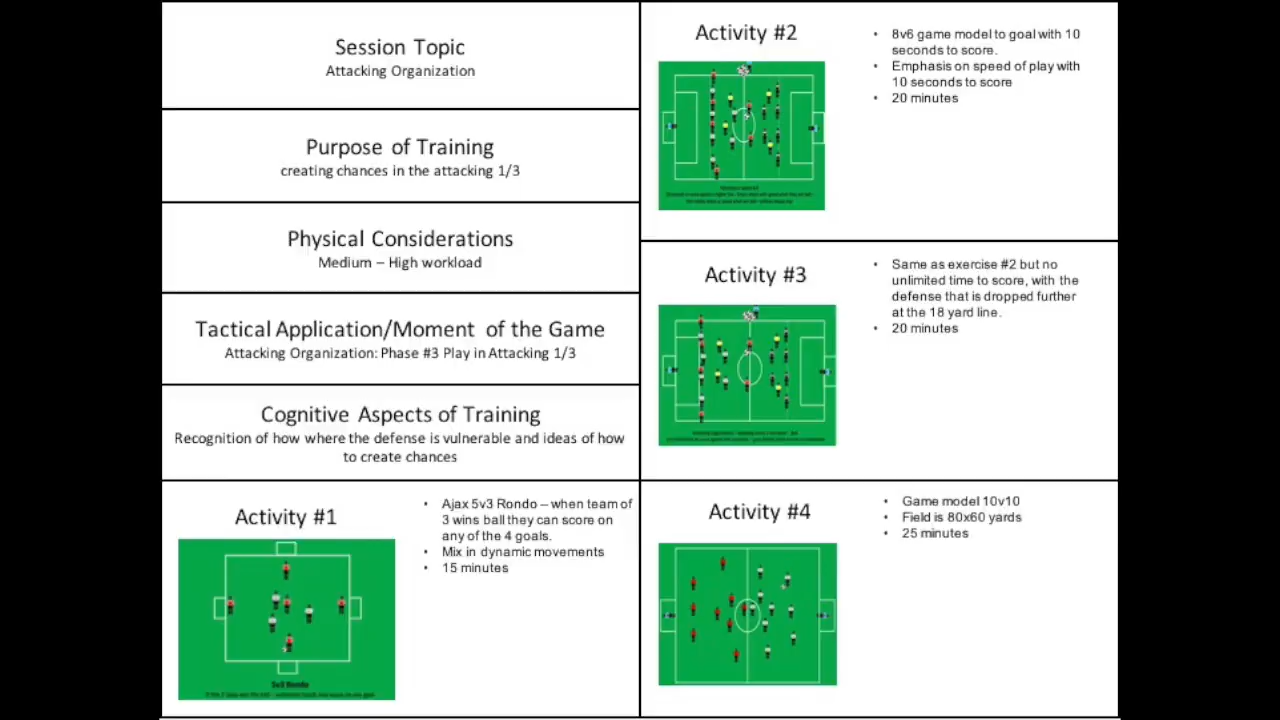 Session Topic
Attacking Organization
Purpose of Training
creating chances in the attacking 1/3
Physical Considerations
Medium – High workload
Tactical Application/Moment of the Game
Attacking Organization: Phase #3 Play in Attacking 1/3
Cognitive Aspects of Training
Recognition of how where the defense is vulnerable and ideas of how
to create chances
Activity #1
• Ajax 5v3 Rondo – when team of
3 wins ball they can score on
any of the 4 goals.
• Mix in dynamic movements
• 15 minutes
5v3 Rondo
Activity #2
• 8v6 game model to goal with 10
seconds to score.
• Emphasis on speed of play with
10 seconds to score
• 20 minutes
Activity #3
• Same as exercise #2 but no
unlimited time to score, with the
defense that is dropped further
at the 18 yard line.
• 20 minutes
Activity #4
• Game model 10v10
• Field is 80x60 yards
• 25 minutes